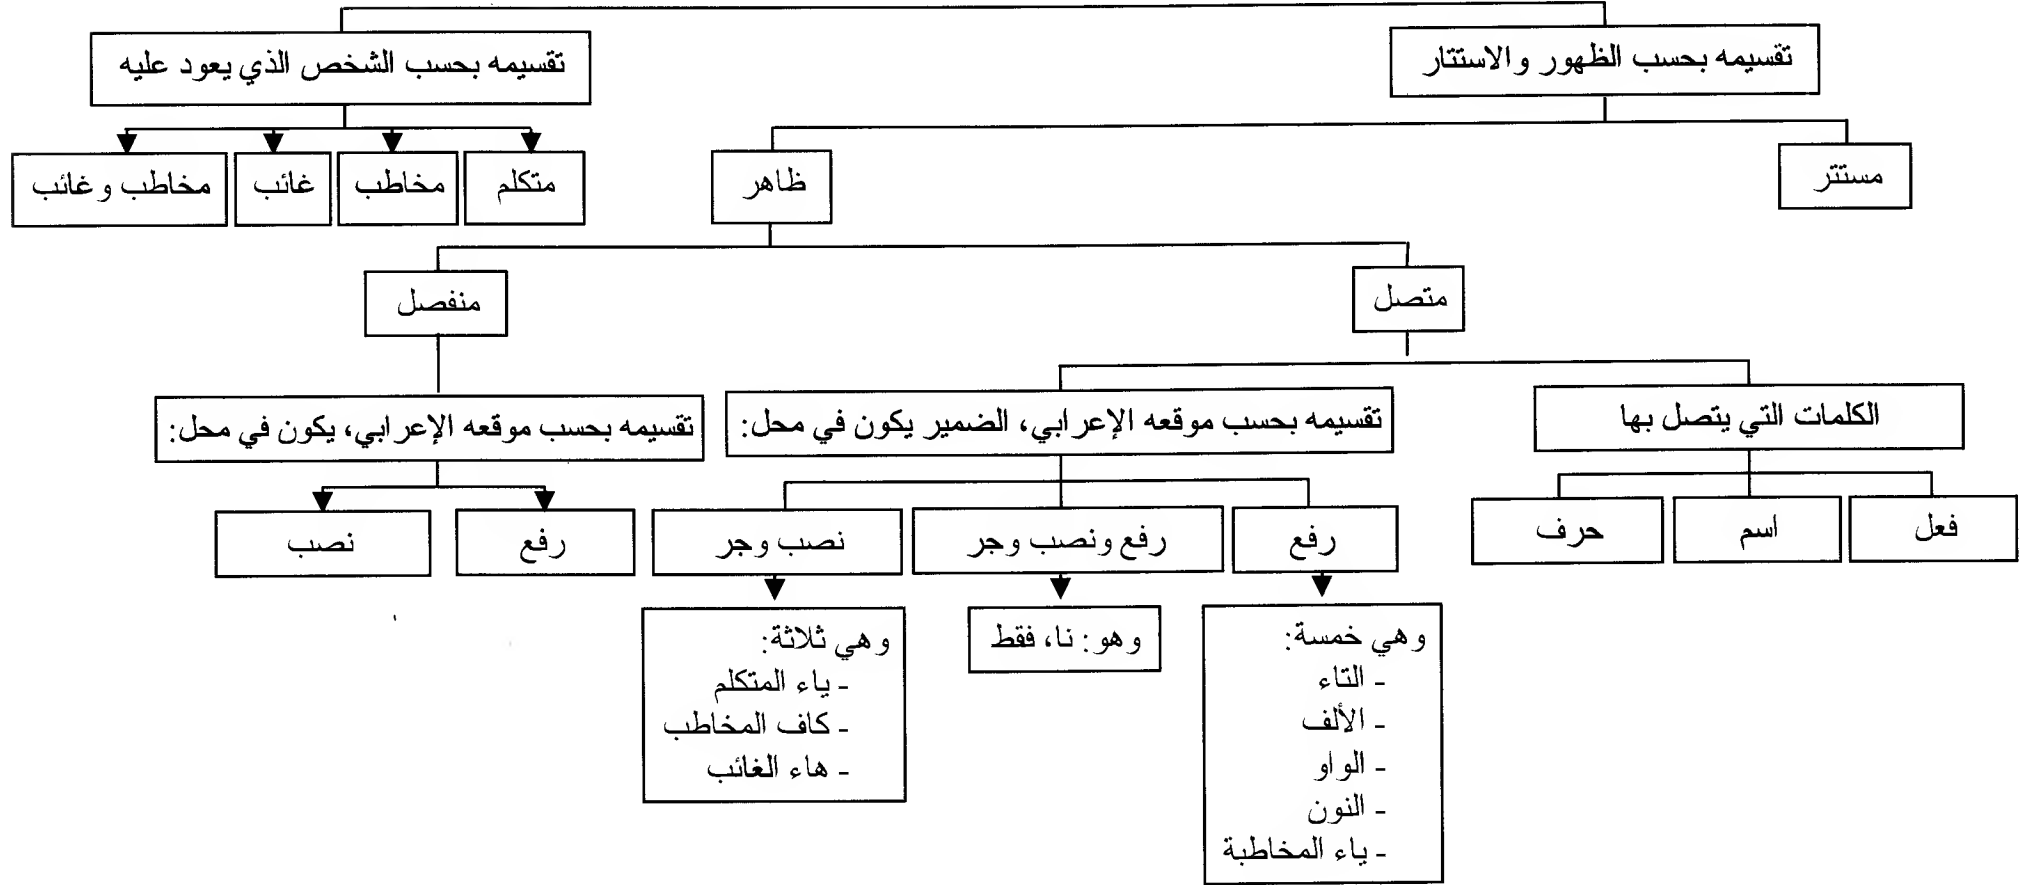 تقسيمه بحسب الظهور والاستتار
تقسيمه بحسب الشخص الذي يعود عليه
مستتر
ظاهر
متكلم
مخاطب
غائب
مخاطب وغائب
متصل
منفصل
الكلمات التي يتصل بها
تقسيمه بحسب موقعه الإعرابي، الضمير يكون في محل:
تقسيمه بحسب موقعه الإعرابي، يكون في محل:
فعل
اسم
حرف
رفع
رفع ونصب وجر
نصب وجر
رفع
نصب
وهي خمسة:
- التاء
- الألف
- الواو
- النون
- ياء المخاطبة
وهو: نا، فقط
وهي ثلاثة:
- ياء المتكلم
- كاف المخاطب
- هاء الغائب